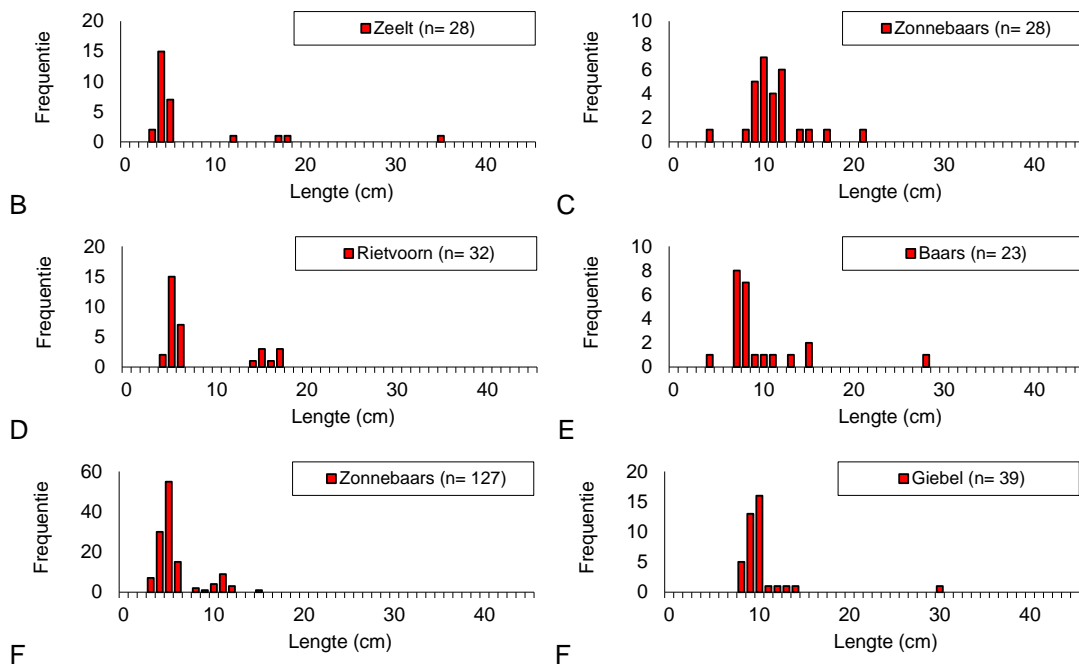 Zeelt (n= 28)
Frequentie
20
15
10
5
0
0 10 20 30 40
Lengte (cm)
B
Zonnebaars (n= 28)
Frequentie
10
8
6
4
2
0
0 10 20 30 40
Lengte (cm)
C
Rietvoorn (n= 32)
Frequentie
20
15
10
5
0
0 10 20 30 40
Lengte (cm)
D
Baars (n= 23)
Frequentie
10
8
6
4
2
0
0 10 20 30 40
Lengte (cm)
E
Zonnebaars (n= 127)
Frequentie
60
40
20
0
0 10 20 30 40
Lengte (cm)
F
Giebel (n= 39)
Frequentie
20
15
10
5
0
0 10 20 30 40
Lengte (cm)
F